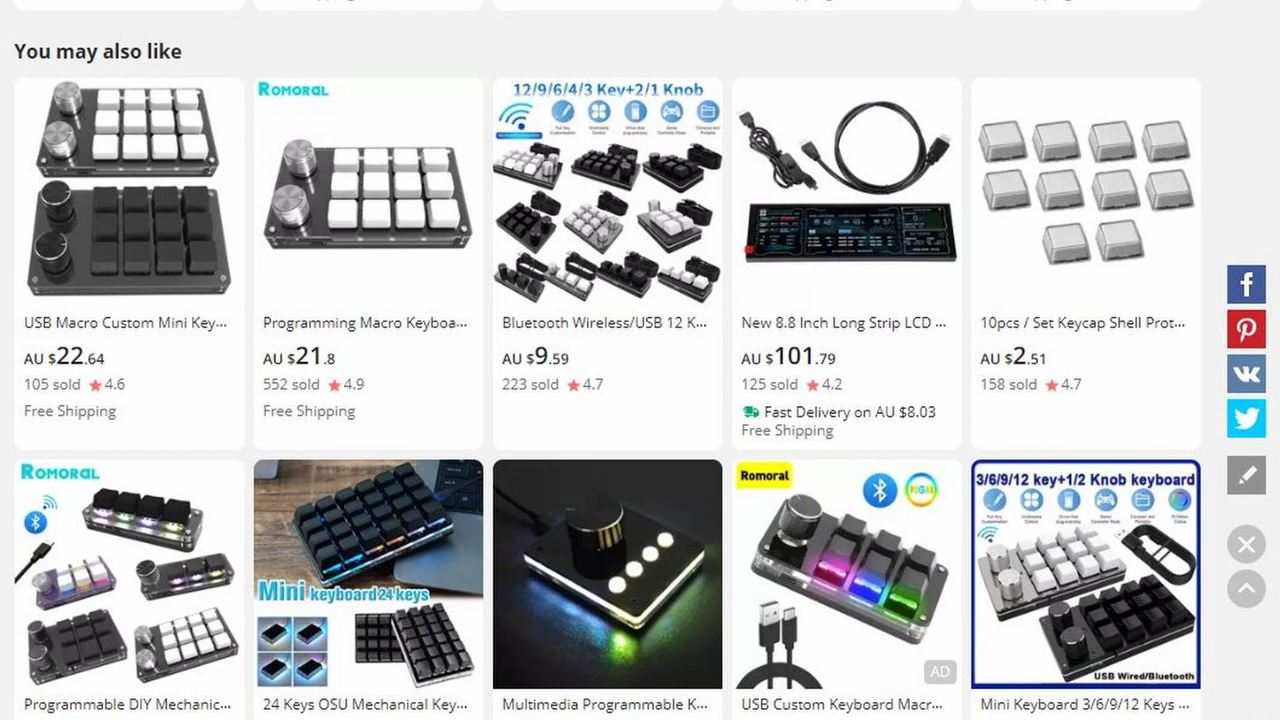 You may also like
ROMORAL
12/9/6/4/3 Key+2/1 Knob
USB Macro Custom Mini Key...
Programming Macro Keyboa...
Bluetooth Wireless/USB 12 K...
New 8.8 Inch Long Strip LCD ...
10pcs / Set Keycap Shell Prot...
AU $22.64
AU $21.8
AU $9.59
AU $101.79
AU $2.51
105 sold 4.6
552 sold 4.9
223 sold 4.7
125 sold 4.2
158 sold 4.7
Free Shipping
Free Shipping
Fast Delivery on AU $8.03
Free Shipping
ROMORAL
Mini keyboard 24 keys
Romoral
RGB
AD
3/6/9/12 key+1/2 Knob keyboard
USB Wired/Bluetooth
Programmable DIY Mechanic...
24 Keys OSU Mechanical Key...
Multimedia Programmable K...
USB Custom Keyboard Macr...
Mini Keyboard 3/6/9/12 Keys ...